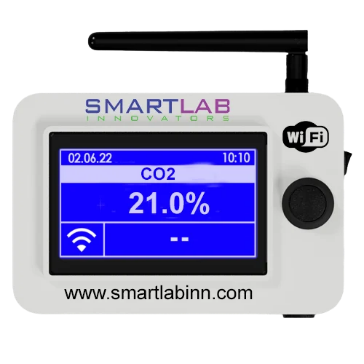 SMARTLAB
INNOVATORS
WiFi
02.06.22 10:10
CO2
21.0%
--
www.smartlabinn.com